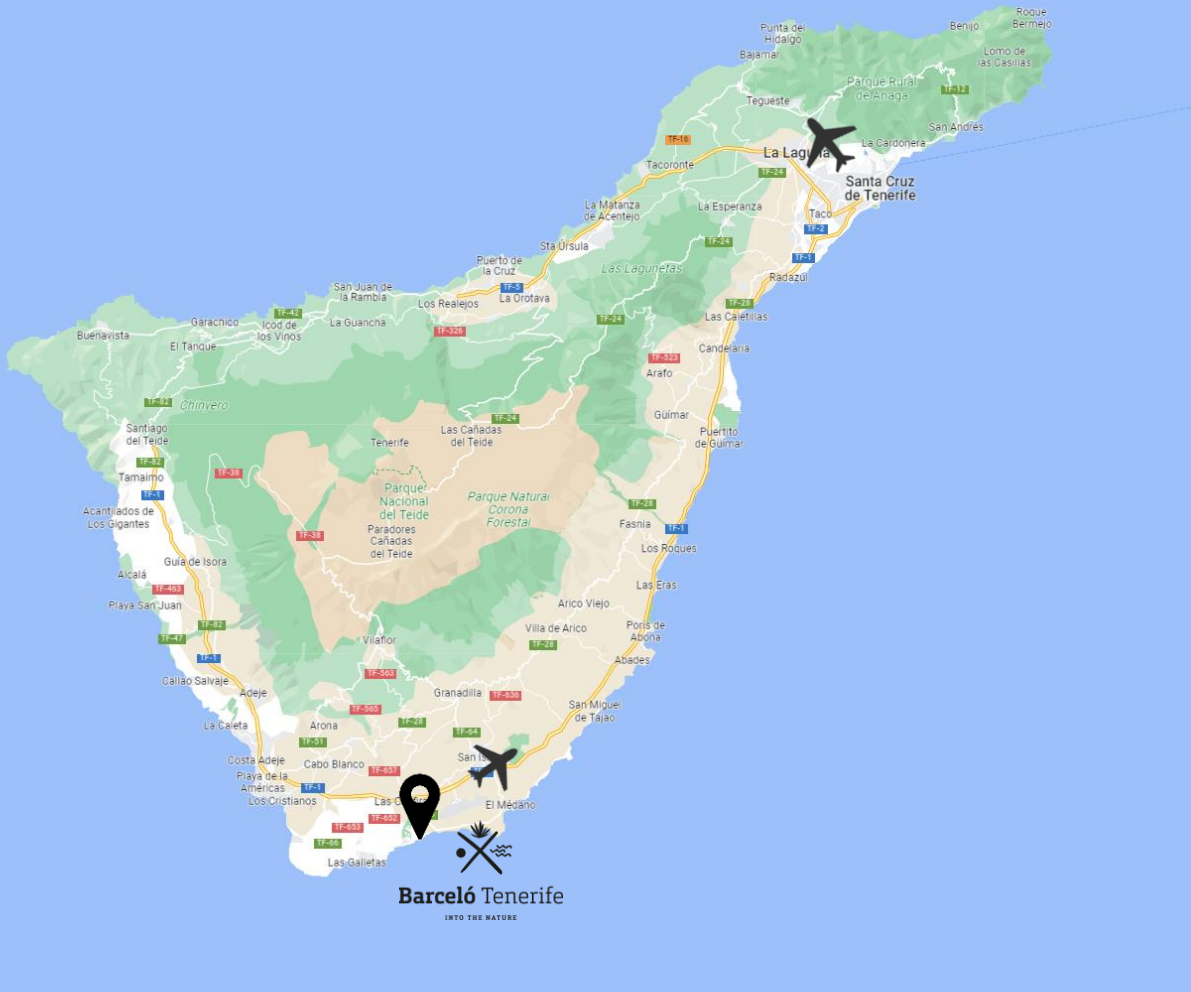 Roque
Bermejo
Benijo
Punta del
Hidalgo
Bajamar
Lomo de
las Casillas
Parque Rural
de Anaga
TF-12
Tegueste
San Andrés
TF-16
La Cardonera
La Laguna
Tacoronte
TF-24
Santa Cruz
de Tenerife
La Matanza
de Acentejo
La Esperanza
Taco
TF-2
Sta Úrsula
TF-24
TF-1
Puerto de
la Cruz
Las Lagunetas
Radazul
San Juan de
la Rambla
TF-5
La Orotava
Los Realejos
TF-28
Las Caletillas
TF-42
Garachico
Icod de
los Vinos
La Guancha
TF-326
TF-24
Buenavista
El Tanque
Candelaria
TF-523
Arafo
TF-82
Chinyero
Güímar
TF-24
Santiago
del Teide
Tenerife
Las Cañadas
del Teide
Puertito
de Güímar
TF-82
Tamaimo
TF-38
TF-1
Parque
Nacional
del Teide
Parque Natural
Corona
Forestal
TF-28
Acantilados de
Los Gigantes
Fasnia
TF-1
TF-38
Paradores
Cañadas
del Teide
Los Roques
Guía de Isora
Alcalá
TF-463
Las Eras
Playa San Juan
Arico Viejo
TF-82
TF-47
Villa de Arico
Porís de
Abona
TF-28
Vilaflor
TF-1
Abades
TF-563
Callao Salvaje
Adeje
Granadilla
TF-636
TF-565
San Miguel
de Tajao
La Caleta
Arona
TF-28
TF-51
TF-64
Costa Adeje
Cabo Blanco
TF-657
San Is
Playa de la
Américas
TF-1
Los Cristianos
Las
El Médano
TF-652
TF-653
TF-66
Las Galletas
Barceló Tenerife
INTO THE NATURE